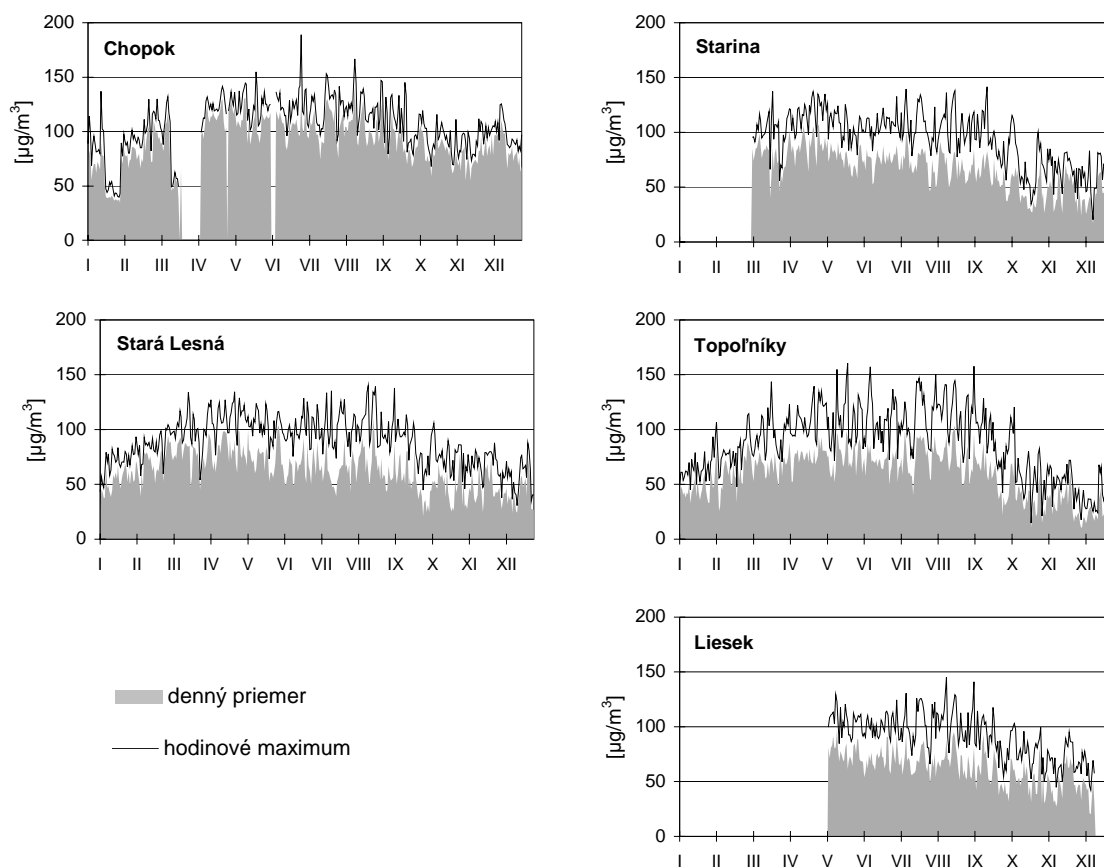 Chopok
[µg/m³]
200
150
100
50
0
I II III IV V VI VII VIII IX X XI XII
Starina
[µg/m³]
200
150
100
50
0
I II III IV V VI VII VIII IX X XI XII
Stará Lesná
[µg/m³]
200
150
100
50
0
I II III IV V VI VII VIII IX X XI XII
Topoľníky
[µg/m³]
200
150
100
50
0
I II III IV V VI VII VIII IX X XI XII
denný priemer
hodinové maximum
Liesek
[µg/m³]
200
150
100
50
0
I II III IV V VI VII VIII IX X XI XII